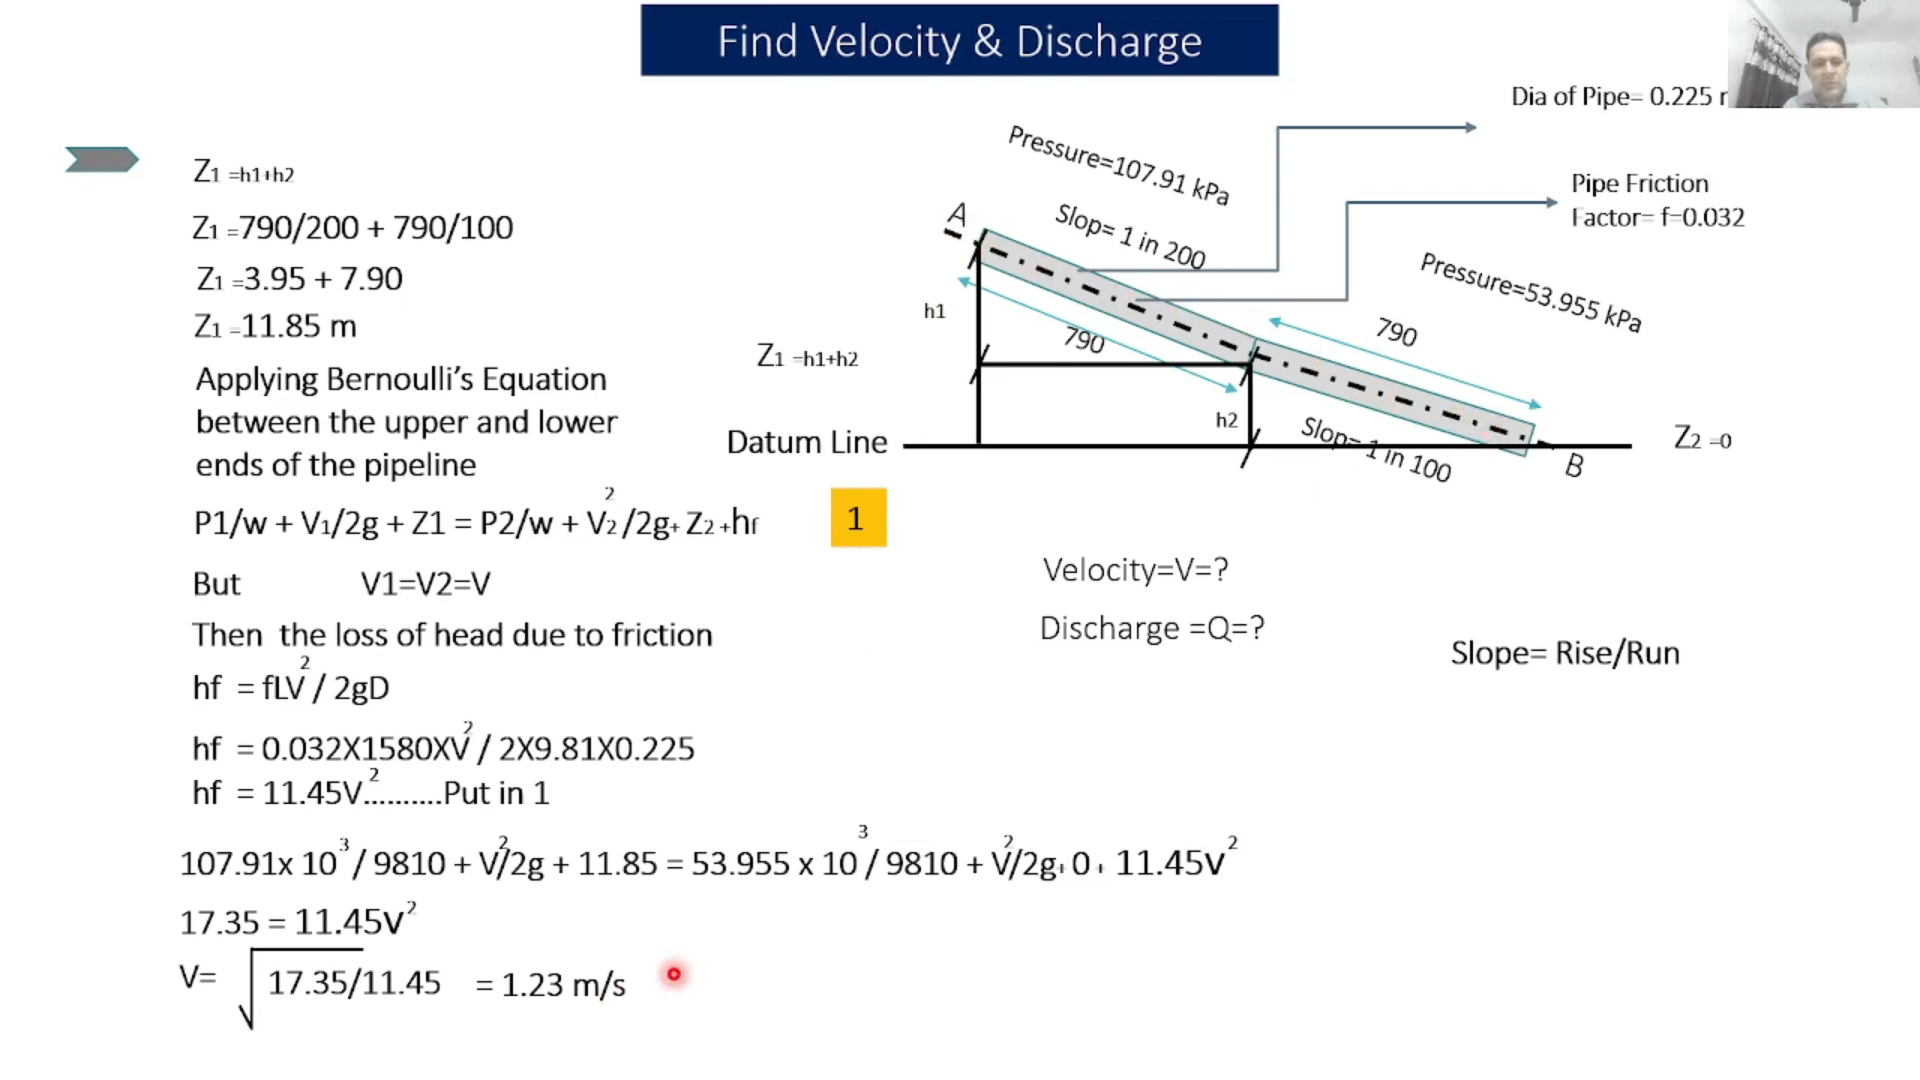 Find Velocity & Discharge
Dia of Pipe= 0.225
Pressure=107.91 kPa
Pipe Friction
Factor= f=0.032
Z1 =h1+h2
Z1 =790/200 + 790/100
Z1 =3.95 + 7.90
Z1 =11.85 m
Applying Bernoulli's Equation
between the upper and lower
ends of the pipeline
P1/w + V1/2g + Z1 = P2/w + V2²/2g+ Z2 +hf
1
But V1=V2=V
Then the loss of head due to friction
hf = fLV²/ 2gD
hf = 0.032X1580XV²/ 2X9.81X0.225
hf = 11.45V²..........Put in 1
107.91x 10³/ 9810 + V²/2g + 11.85 = 53.955 x 10³/ 9810 + V²/2g+ 0 + 11.45v²
17.35 = 11.45v²
V= √17.35/11.45 = 1.23 m/s
A
Slop= 1 in 200
Pressure=53.955 kPa
h1
790
790
Z1 =h1+h2
h2
Slop= 1 in 100
Datum Line
B
Z2 =0
Velocity=V=?
Discharge =Q=?
Slope= Rise/Run